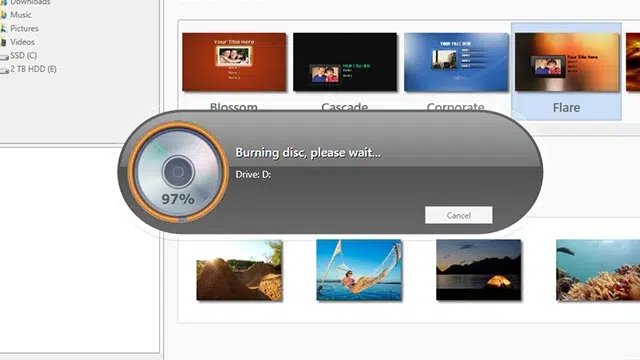 Downloads
Music
Pictures
Videos
SSD (C)
2 TB HDD (E)
Your Title Here
YOUR TITLE HERE
Your Title Here
Blossom
Cascade
Corporate
Flare
Burning disc, please wait...
Drive: D:
97%
Cancel